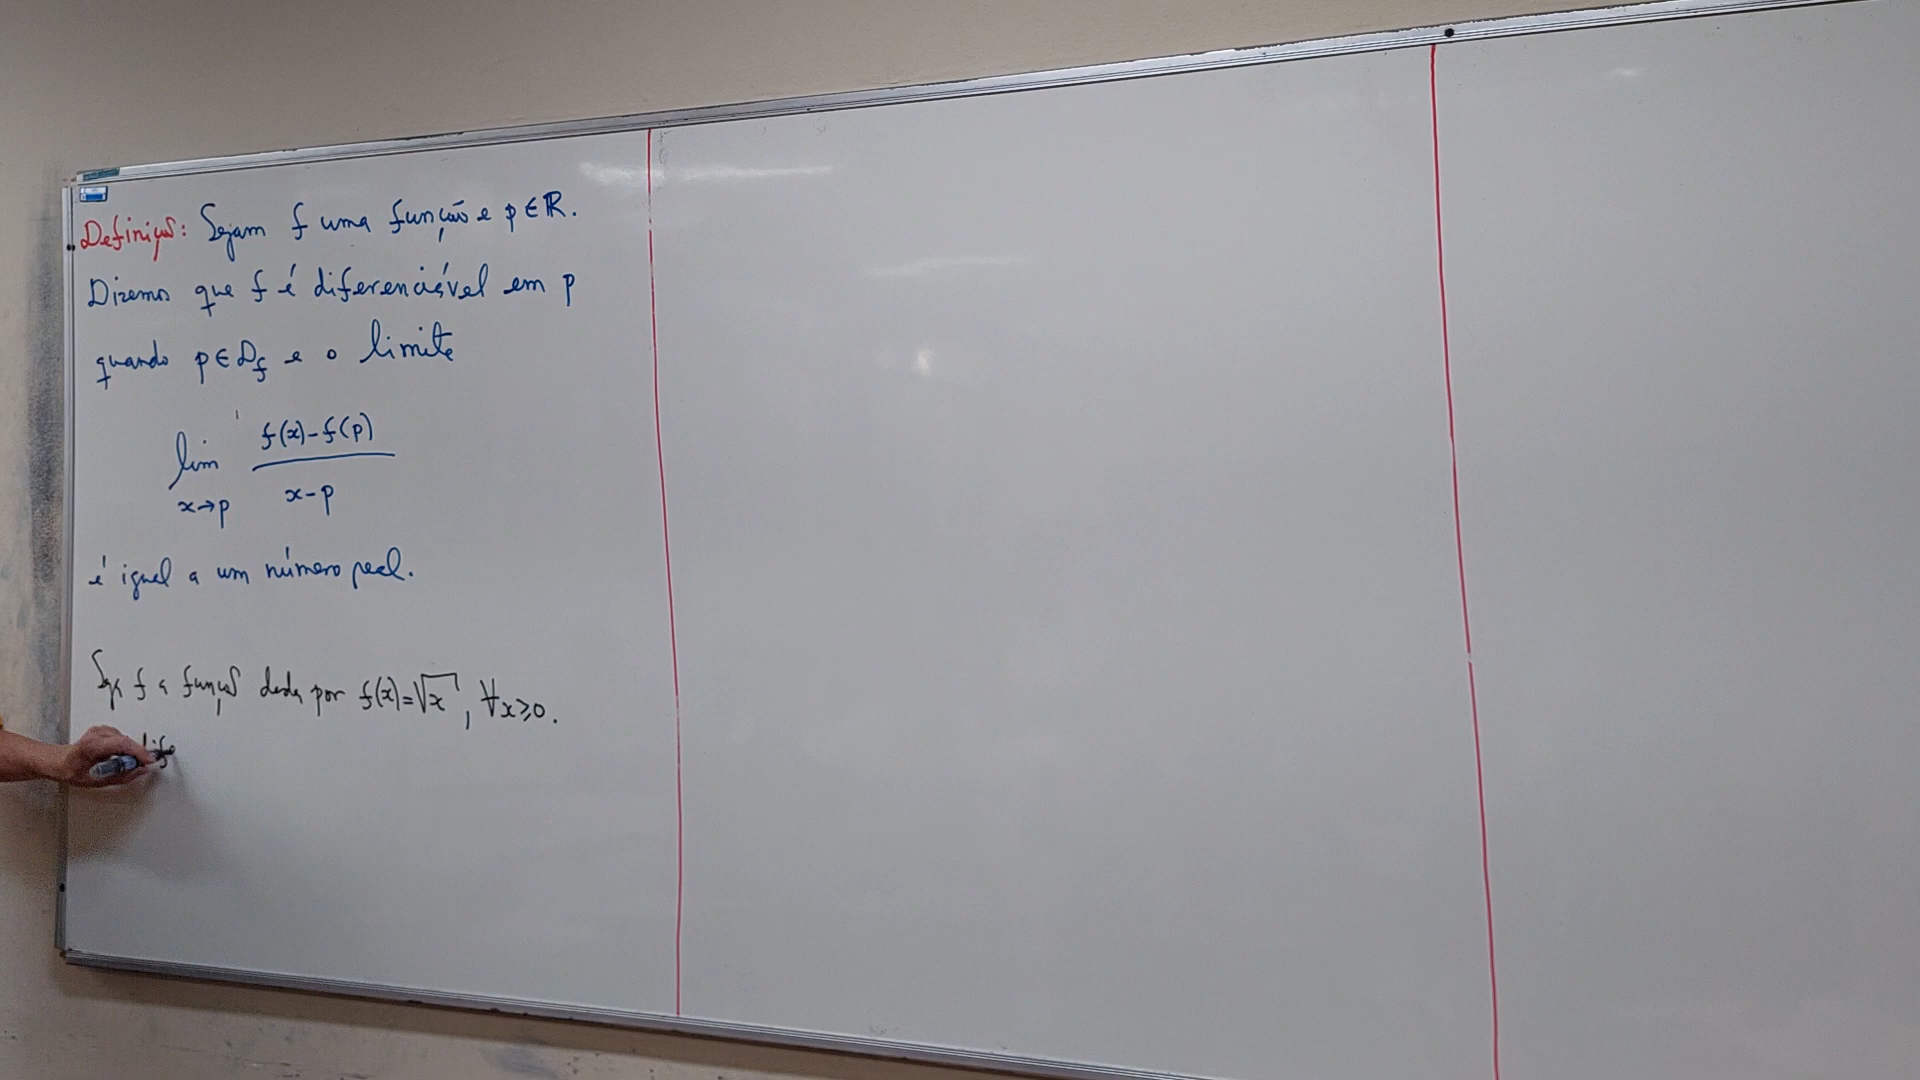 Definição: Sejam f uma função e p∈ℝ.
Dizemos que f é diferenciável em p
quando p∈D_f e o limite
lim_{x→p} (f(x)-f(p))/(x-p)
é igual a um número real.
Seja f a função dada por f(x)=√x, ∀x≥0.